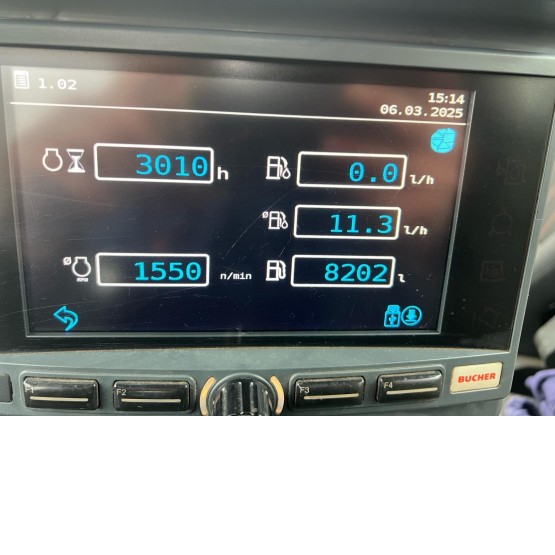 1.02
15:14
06.03.2025
3010 h
0.0 l/h
11.3 l/h
1550 n/min
8202 l
F2
F3
F4
BUCHER